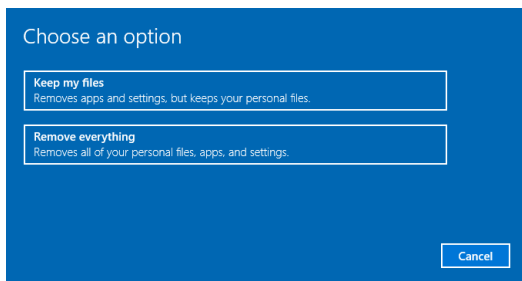 Choose an option
Keep my files
Removes apps and settings, but keeps your personal files.
Remove everything
Removes all of your personal files, apps, and settings.
Cancel